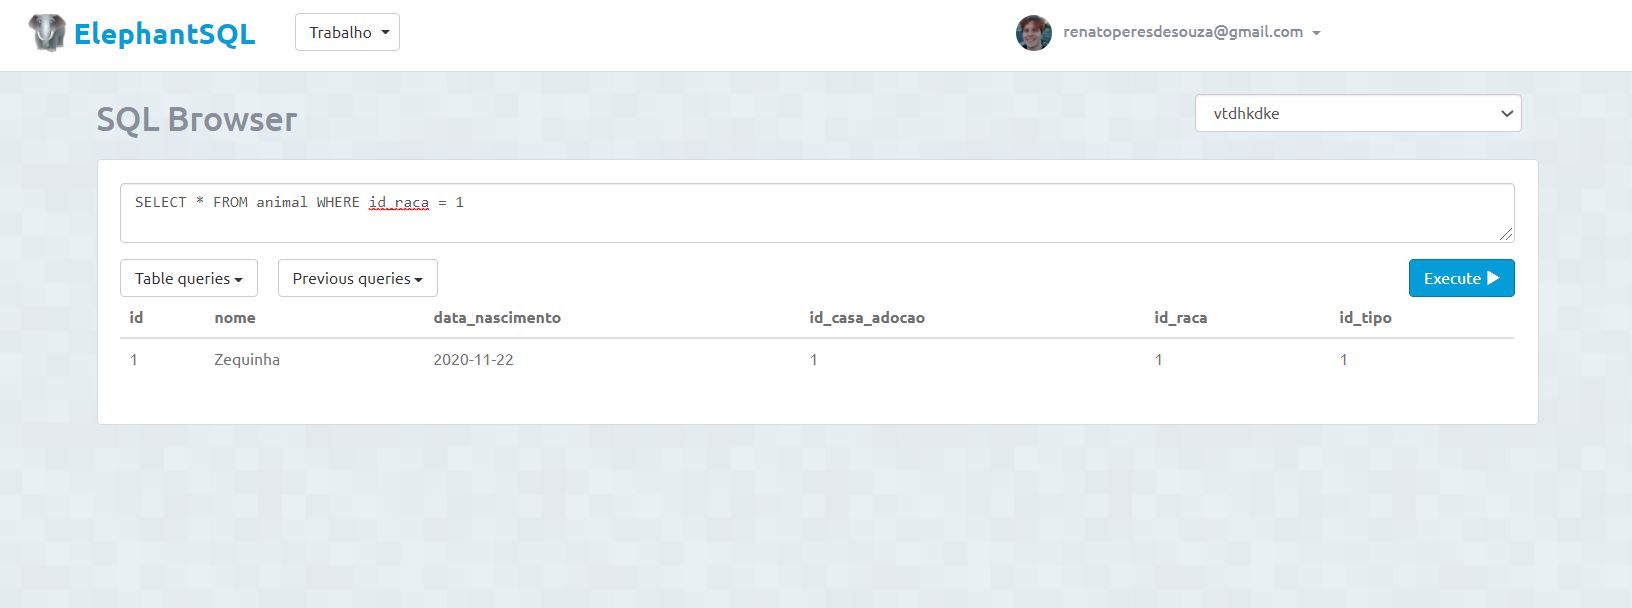 ElephantSQL Trabalho renatoperesdesouza@gmail.com
SQL Browser vtdhkdke
SELECT * FROM animal WHERE id_raca = 1
Table queries Previous queries Execute
id nome data_nascimento id_casa_adocao id_raca id_tipo
1 Zequinha 2020-11-22 1 1 1